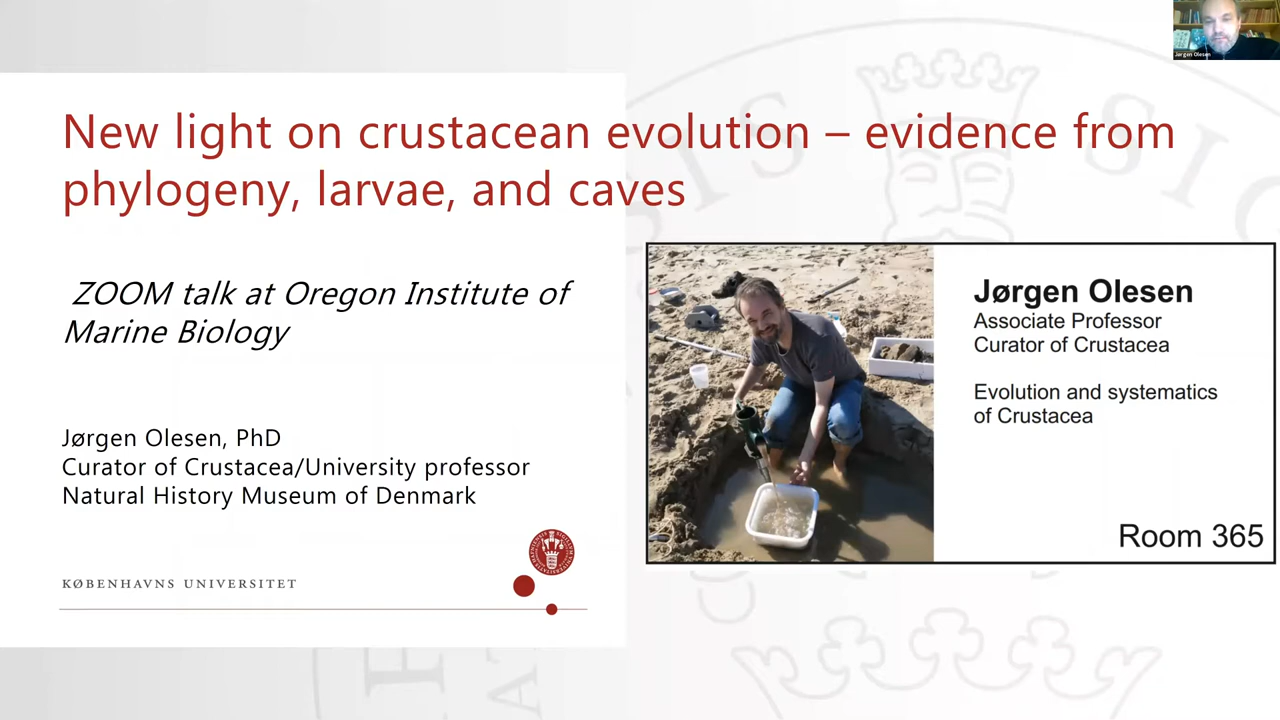 Jørgen Olesen
New light on crustacean evolution – evidence from
phylogeny, larvae, and caves
ZOOM talk at Oregon Institute of
Marine Biology
Jørgen Olesen, PhD
Curator of Crustacea/University professor
Natural History Museum of Denmark
KØBENHAVNS UNIVERSITET
Jørgen Olesen
Associate Professor
Curator of Crustacea
Evolution and systematics
of Crustacea
Room 365